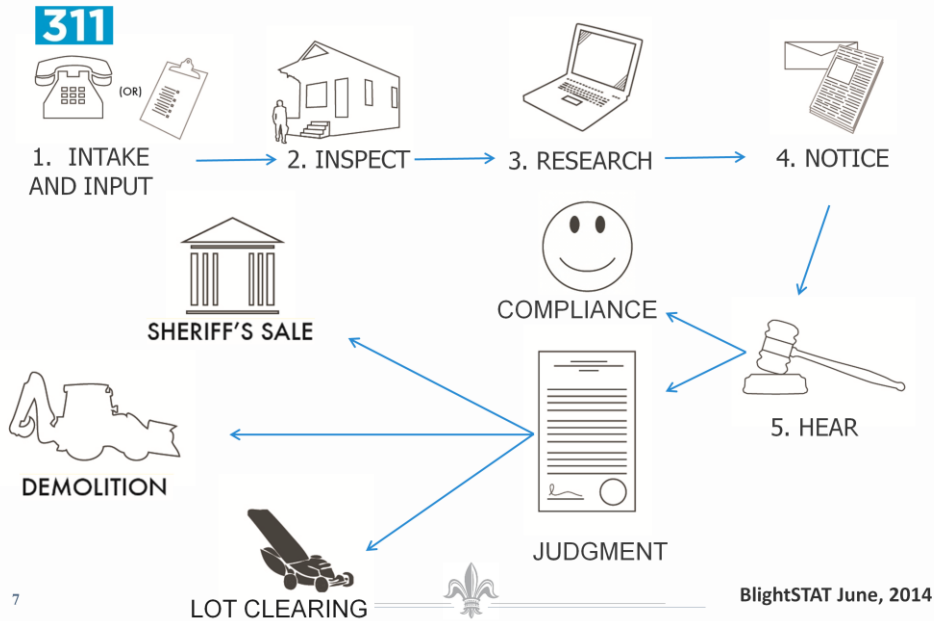 311
(OR)
1. INTAKE
AND INPUT
2. INSPECT
3. RESEARCH
4. NOTICE
COMPLIANCE
SHERIFF'S SALE
5. HEAR
DEMOLITION
JUDGMENT
LOT CLEARING
7
BlightSTAT June, 2014